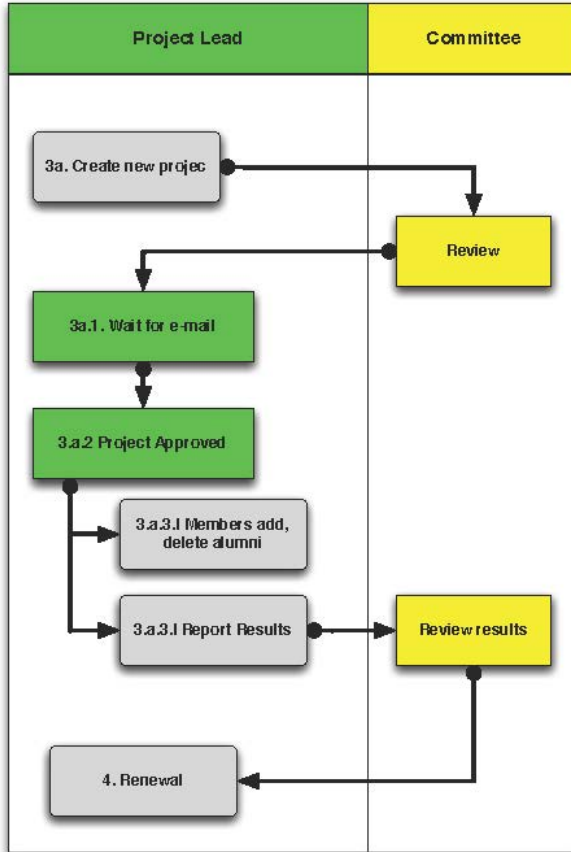 Project Lead
Committee
3a. Create new projec
Review
3a.1. Wait for e-mail
3.a.2 Project Approved
3.a.3.I Members add,
delete alumni
3.a.3.I Report Results
Review results
4. Renewal